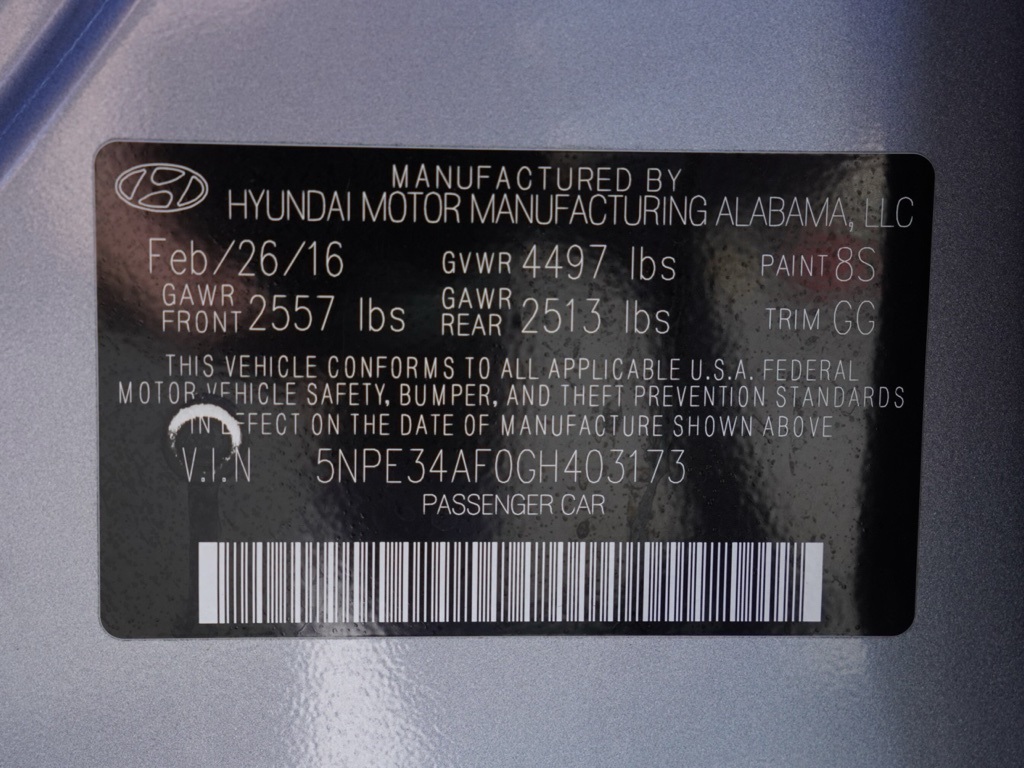 MANUFACTURED BY
HYUNDAI MOTOR MANUFACTURING ALABAMA, LLC
Feb/26/16 GVWR 4497 lbs PAINT 8S
GAWR FRONT 2557 lbs GAWR REAR 2513 lbs TRIM GG
THIS VEHICLE CONFORMS TO ALL APPLICABLE U.S.A. FEDERAL
MOTOR VEHICLE SAFETY, BUMPER, AND THEFT PREVENTION STANDARDS
IN EFFECT ON THE DATE OF MANUFACTURE SHOWN ABOVE
V.I.N 5NPE34AF0GH403173
PASSENGER CAR